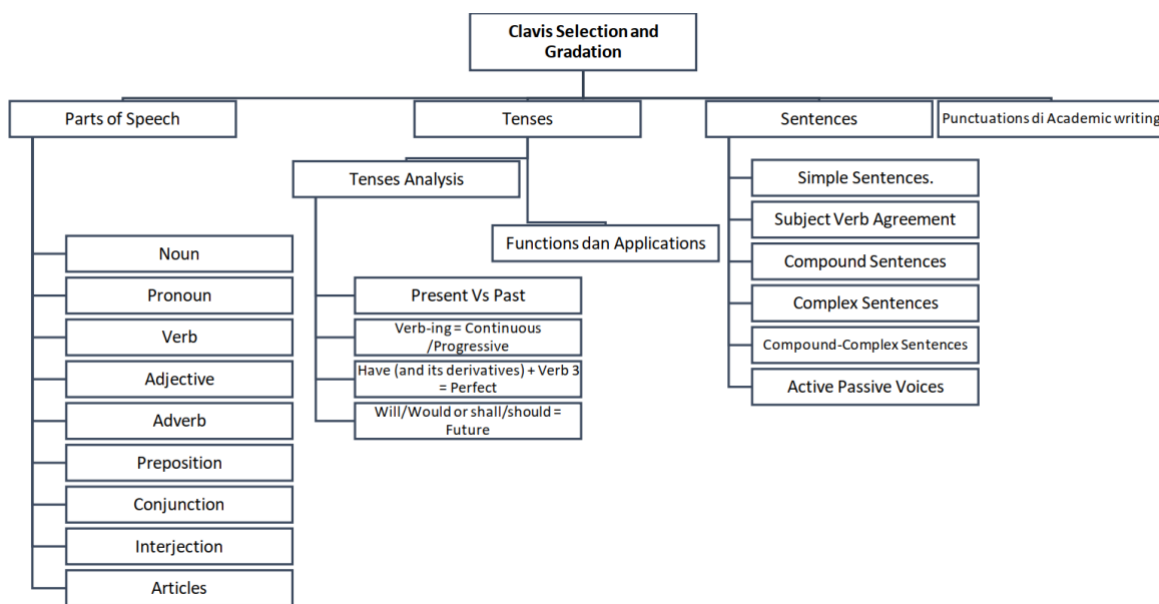 Clavis Selection and
Gradation
Parts of Speech
Noun
Pronoun
Verb
Adjective
Adverb
Preposition
Conjunction
Interjection
Articles
Tenses
Tenses Analysis
Present Vs Past
Verb-ing = Continuous
/Progressive
Have (and its derivatives) + Verb 3
= Perfect
Will/Would or shall/should =
Future
Functions dan Applications
Sentences
Simple Sentences.
Subject Verb Agreement
Compound Sentences
Complex Sentences
Compound-Complex Sentences
Active Passive Voices
Punctuations di Academic writing